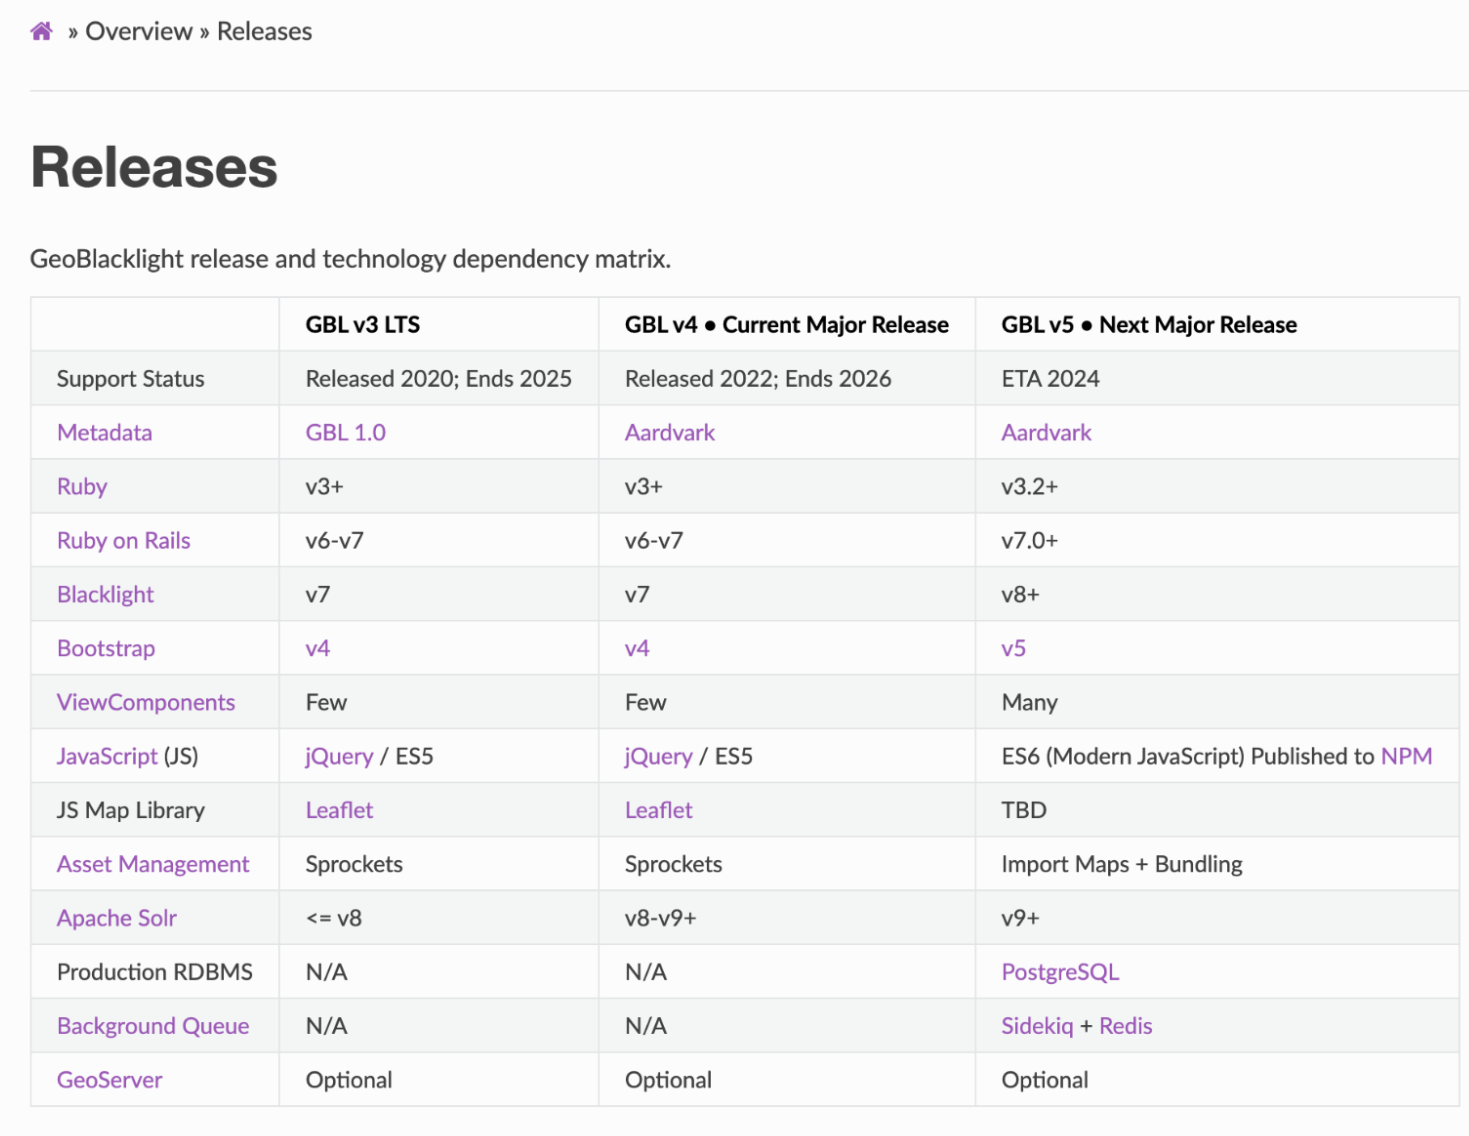 » Overview » Releases
Releases
GeoBlacklight release and technology dependency matrix.
GBL v3 LTS GBL v4 • Current Major Release GBL v5 • Next Major Release
Support Status Released 2020; Ends 2025 Released 2022; Ends 2026 ETA 2024
Metadata GBL 1.0 Aardvark Aardvark
Ruby v3+ v3+ v3.2+
Ruby on Rails v6-v7 v6-v7 v7.0+
Blacklight v7 v7 v8+
Bootstrap v4 v4 v5
ViewComponents Few Few Many
JavaScript (JS) jQuery / ES5 jQuery / ES5 ES6 (Modern JavaScript) Published to NPM
JS Map Library Leaflet Leaflet TBD
Asset Management Sprockets Sprockets Import Maps + Bundling
Apache Solr <= v8 v8-v9+ v9+
Production RDBMS N/A N/A PostgreSQL
Background Queue N/A N/A Sidekiq + Redis
GeoServer Optional Optional Optional